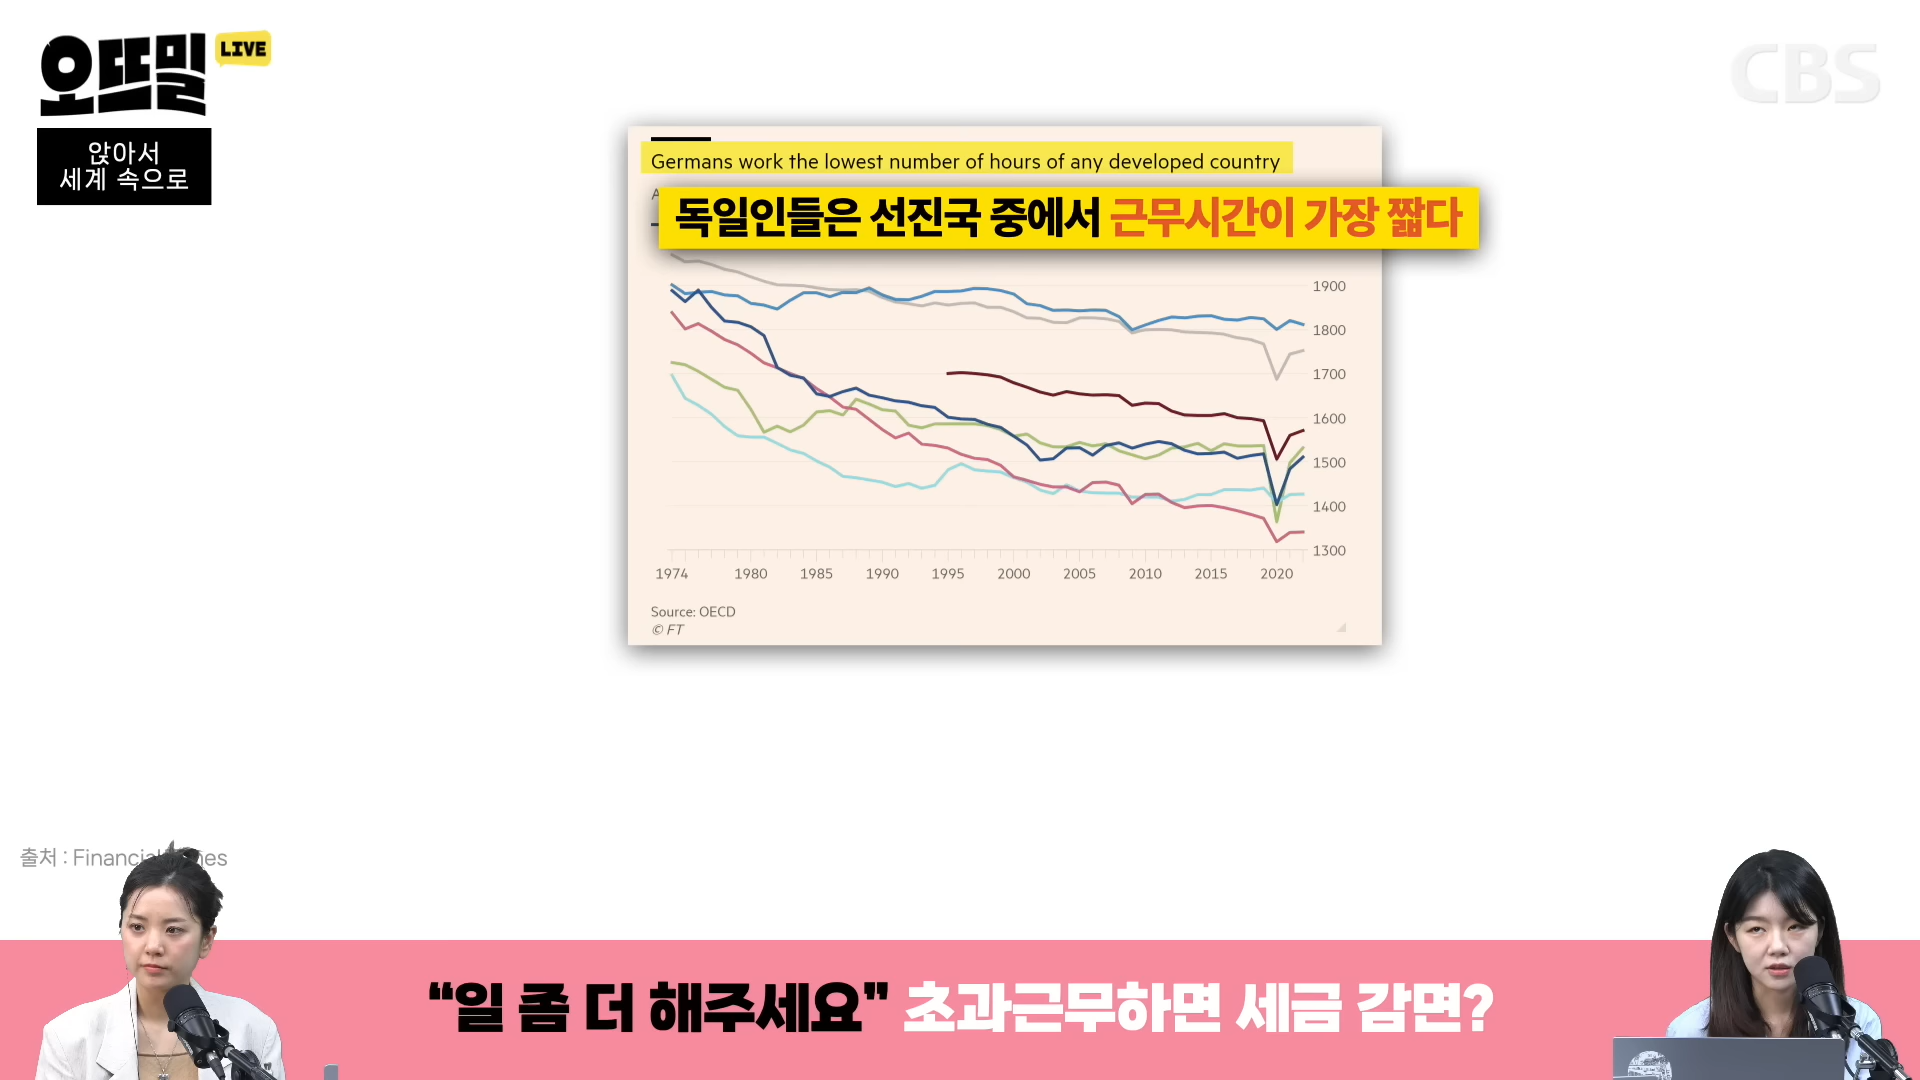 오뜨밀
LIVE
앉아서
세계 속으로
CBS
Germans work the lowest number of hours of any developed country
독일인들은 선진국 중에서 근무시간이 가장 짧다
1900
1800
1700
1600
1500
1400
1300
1974 1980 1985 1990 1995 2000 2005 2010 2015 2020
Source: OECD
© FT
출처 : Financial
“일 좀 더 해주세요” 초과근무하면 세금 감면?